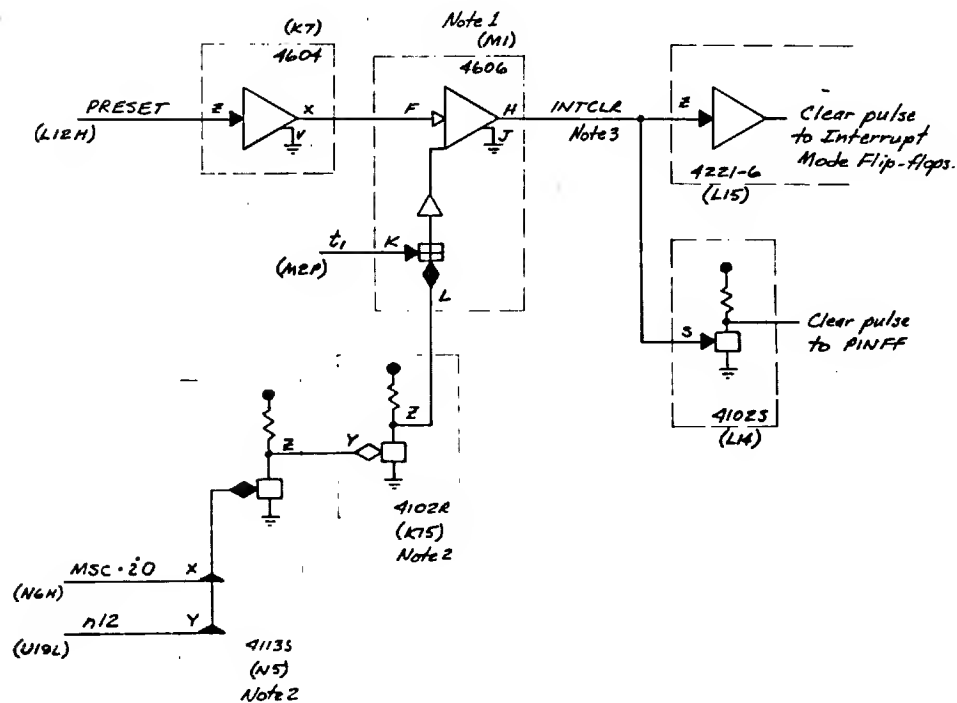 (K7)
4604
Note 1
(M1)
4606
PRESET
(L12H)
Z
X
V
F
H
J
INTCLR
Note 3
Z
Clear pulse
to Interrupt
Mode Flip-flops.
4221-6
(L15)
t1
K
(M2P)
L
S
Clear pulse
to PINFF
4102S
(L14)
Z
Z
Y
4102R
(K15)
Note 2
MSC·i0
X
(N6H)
n12
Y
(U19L)
4113S
(N5)
Note 2